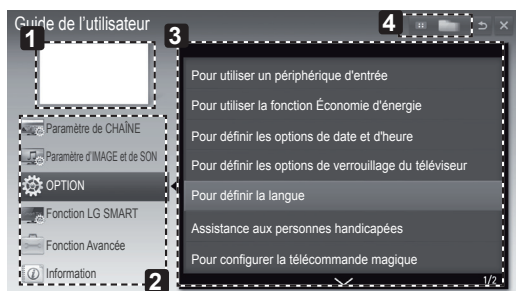 Guide de l'utilisateur
4
1
3
Paramètre de CHAÎNE
Paramètre d'IMAGE et de SON
OPTION
Fonction LG SMART
Fonction Avancée
Information
2
Pour utiliser un périphérique d'entrée
Pour utiliser la fonction Économie d'énergie
Pour définir les options de date et d'heure
Pour définir les options de verrouillage du téléviseur
Pour définir la langue
Assistance aux personnes handicapées
Pour configurer la télécommande magique
1/2